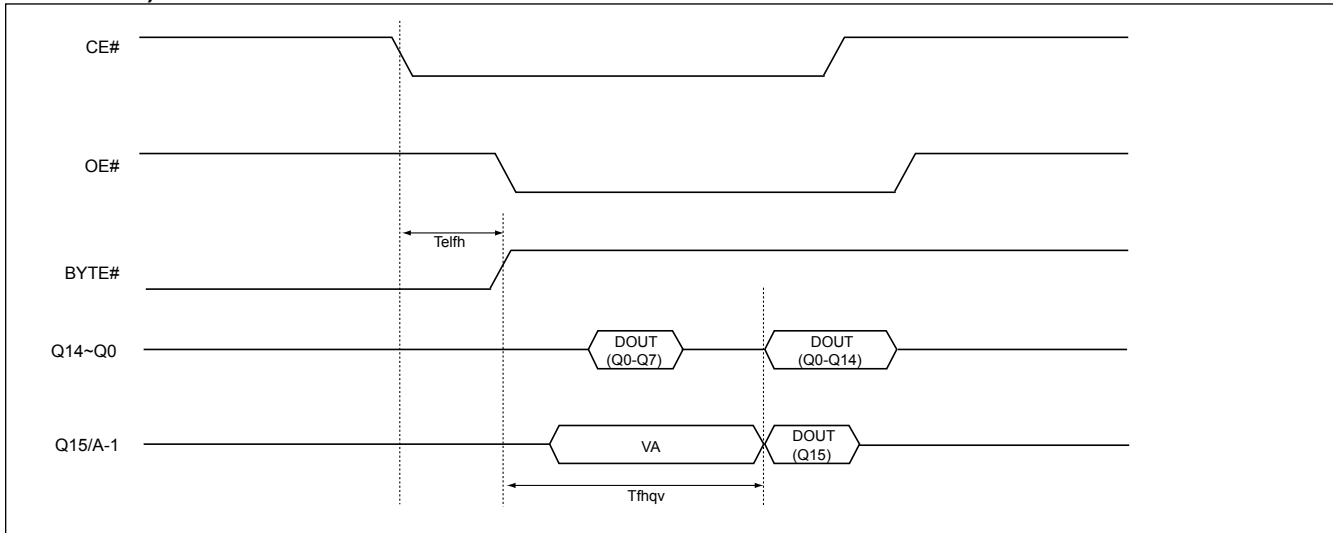 CE#
OE#
Telfh
BYTE#
Q14~Q0
DOUT
(Q0-Q7)
DOUT
(Q0-Q14)
Q15/A-1
VA
DOUT
(Q15)
Tfhqv